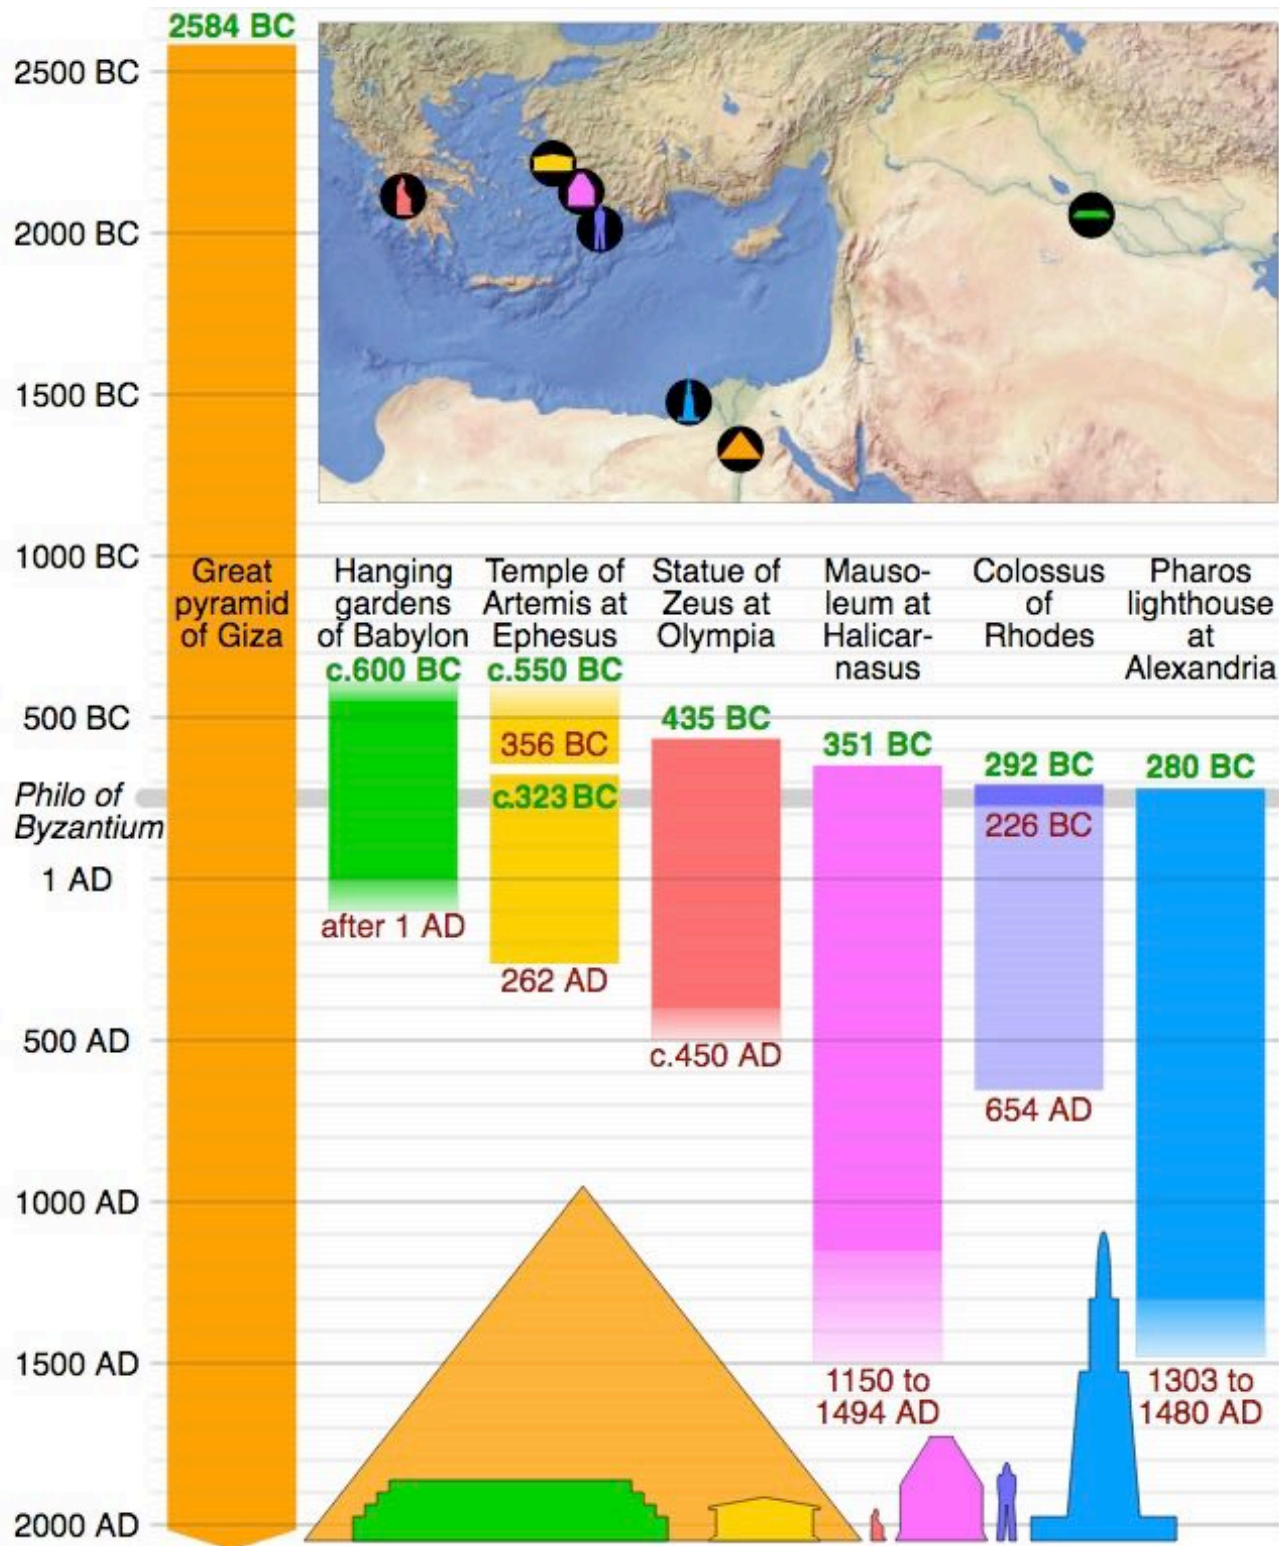 2584 BC
2500 BC
2000 BC
1500 BC
1000 BC
Great
pyramid
of Giza
Hanging
gardens
of Babylon
c.600 BC
Temple of
Artemis at
Ephesus
c.550 BC
Statue of
Zeus at
Olympia
Mauso-
leum at
Halicar-
nasus
Colossus
of
Rhodes
Pharos
lighthouse
at
Alexandria
500 BC
356 BC
435 BC
351 BC
292 BC
280 BC
Philo of
Byzantium
c.323 BC
226 BC
1 AD
after 1 AD
262 AD
500 AD
c.450 AD
654 AD
1000 AD
1500 AD
1150 to
1494 AD
1303 to
1480 AD
2000 AD